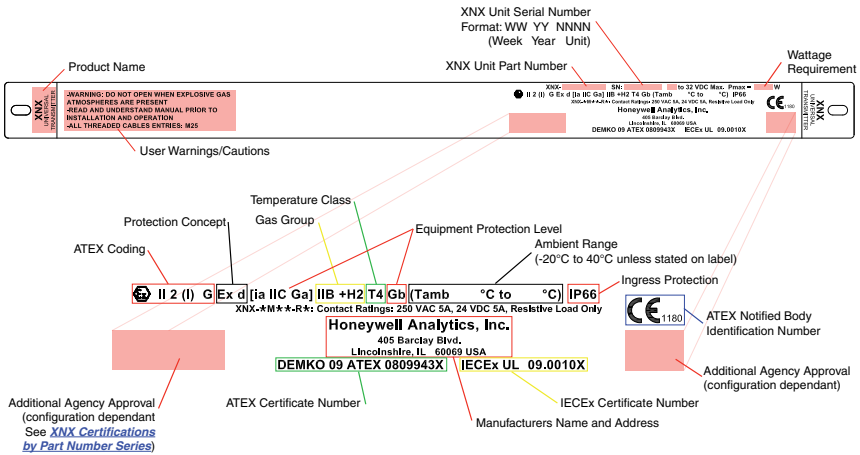 XNX Unit Serial Number
Format: WW YY NNNN
(Week Year Unit)
Product Name
XNX Unit Part Number
Wattage
Requirement
XNX
UNIVERSAL
TRANSMITTER
-WARNING: DO NOT OPEN WHEN EXPLOSIVE GAS
ATMOSPHERES ARE PRESENT
-READ AND UNDERSTAND MANUAL PRIOR TO
INSTALLATION AND OPERATION
-ALL THREADED CABLES ENTRIES: M25
XNX- SN: to 32 VDC Max. Pmax = W
Ex II 2 (I) G Ex d [ia IIC Ga] IIB +H2 T4 Gb (Tamb °C to °C) IP66
XNX-*M**-R*: Contact Ratings: 250 VAC 5A, 24 VDC 5A, Resistive Load Only
Honeywell Analytics, Inc.
405 Barclay Blvd.
Lincolnshire, IL 60069 USA
DEMKO 09 ATEX 0809943X IECEx UL 09.0010X
CE 1180
XNX
UNIVERSAL
TRANSMITTER
User Warnings/Cautions
Temperature Class
Gas Group
Protection Concept
Equipment Protection Level
ATEX Coding
Ambient Range
(-20°C to 40°C unless stated on label)
Ingress Protection
Ex II 2 (I) G Ex d [ia IIC Ga] IIB +H2 T4 Gb (Tamb °C to °C) IP66
XNX-*M**-R*: Contact Ratings: 250 VAC 5A, 24 VDC 5A, Resistive Load Only
Honeywell Analytics, Inc.
405 Barclay Blvd.
Lincolnshire, IL 60069 USA
DEMKO 09 ATEX 0809943X IECEx UL 09.0010X
CE 1180
ATEX Notified Body
Identification Number
Additional Agency Approval
(configuration dependant)
Additional Agency Approval
(configuration dependant
See XNX Certifications
by Part Number Series)
ATEX Certificate Number
IECEx Certificate Number
Manufacturers Name and Address